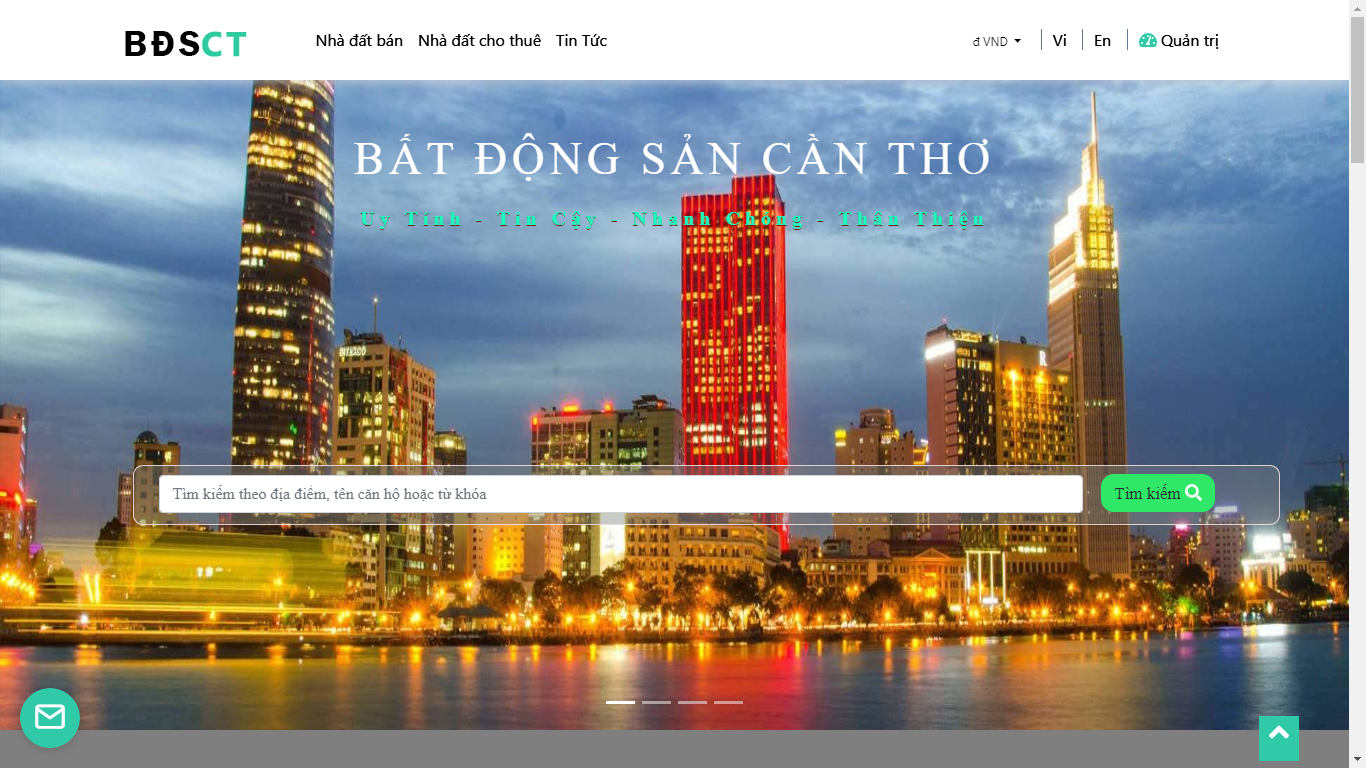 BĐSCT
Nhà đất bán
Nhà đất cho thuê
Tin Tức
đ VND
Vi
En
Quản trị
BẤT ĐỘNG SẢN CẦN THƠ
Uy Tính - Tin Cậy - Nhanh Chóng - Thân Thiện
Tìm kiếm theo địa điểm, tên căn hộ hoặc từ khóa
Tìm kiếm